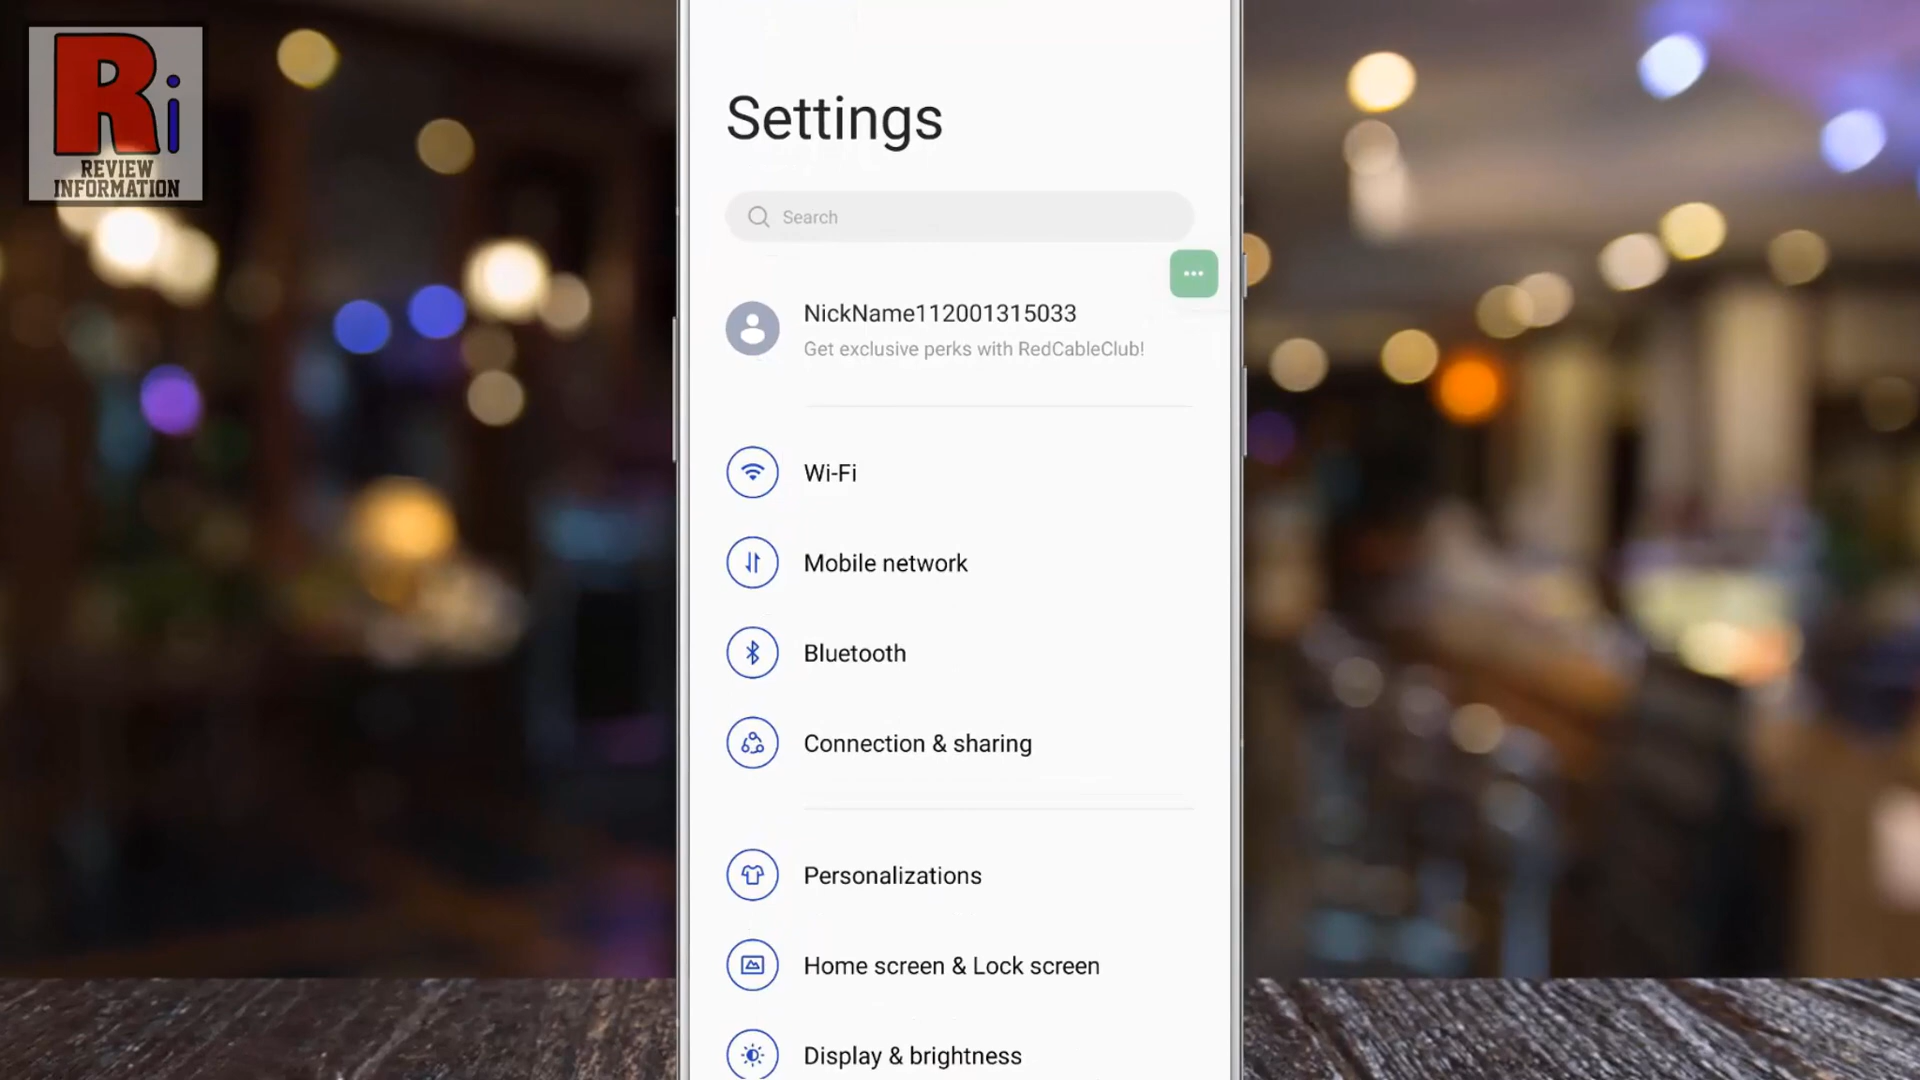 Ri
REVIEW
INFORMATION
Settings
Search
NickName112001315033
Get exclusive perks with RedCableClub!
Wi-Fi
Mobile network
Bluetooth
Connection & sharing
Personalizations
Home screen & Lock screen
Display & brightness